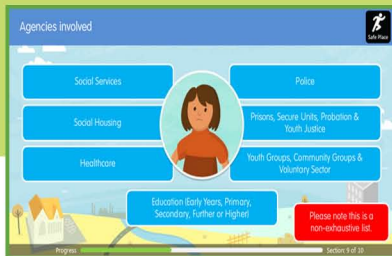 Agencies involved
Safe Place
Social Services
Police
Social Housing
Prisons, Secure Units, Probation &
Youth Justice
Healthcare
Youth Groups, Community Groups &
Voluntary Sector
Education (Early Years, Primary,
Secondary, Further or Higher)
Please note this is a
non-exhaustive list.
Progress
Section: 9 of 10